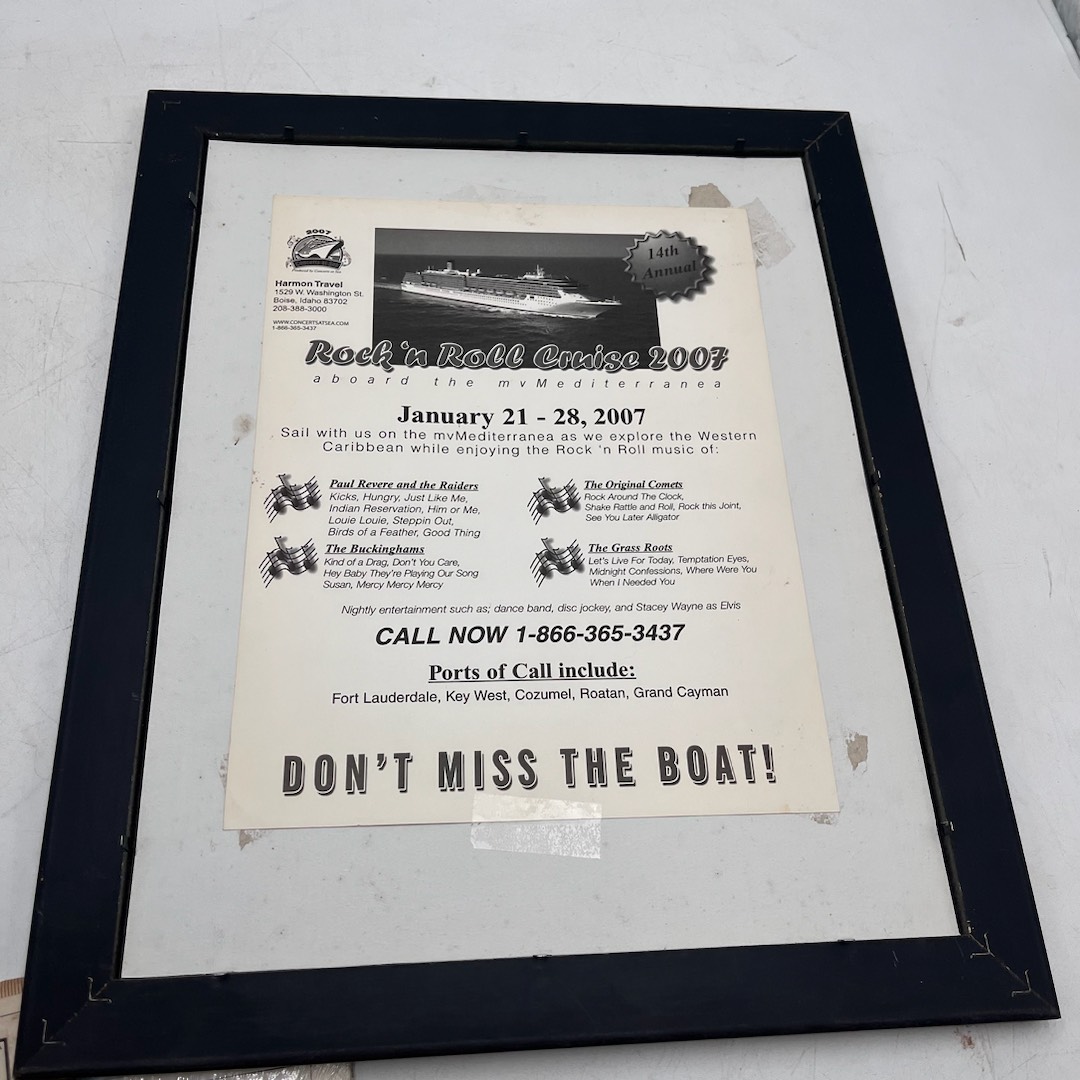 2007
Produced by Concerts at Sea
Harmon Travel
1529 W. Washington St.
Boise, Idaho 83702
208-388-3000
WWW.CONCERTSATSEA.COM
1-866-365-3437
14th
Annual
Rock 'n Roll Cruise 2007
aboard the mvMediterranea
January 21 - 28, 2007
Sail with us on the mvMediterranea as we explore the Western
Caribbean while enjoying the Rock 'n Roll music of:
Paul Revere and the Raiders
Kicks, Hungry, Just Like Me,
Indian Reservation, Him or Me,
Louie Louie, Steppin Out,
Birds of a Feather, Good Thing
The Buckinghams
Kind of a Drag, Don't You Care,
Hey Baby They're Playing Our Song
Susan, Mercy Mercy Mercy
The Original Comets
Rock Around The Clock,
Shake Rattle and Roll, Rock this Joint,
See You Later Alligator
The Grass Roots
Let's Live For Today, Temptation Eyes,
Midnight Confessions, Where Were You
When I Needed You
Nightly entertainment such as; dance band, disc jockey, and Stacey Wayne as Elvis
CALL NOW 1-866-365-3437
Ports of Call include:
Fort Lauderdale, Key West, Cozumel, Roatan, Grand Cayman
DON'T MISS THE BOAT!